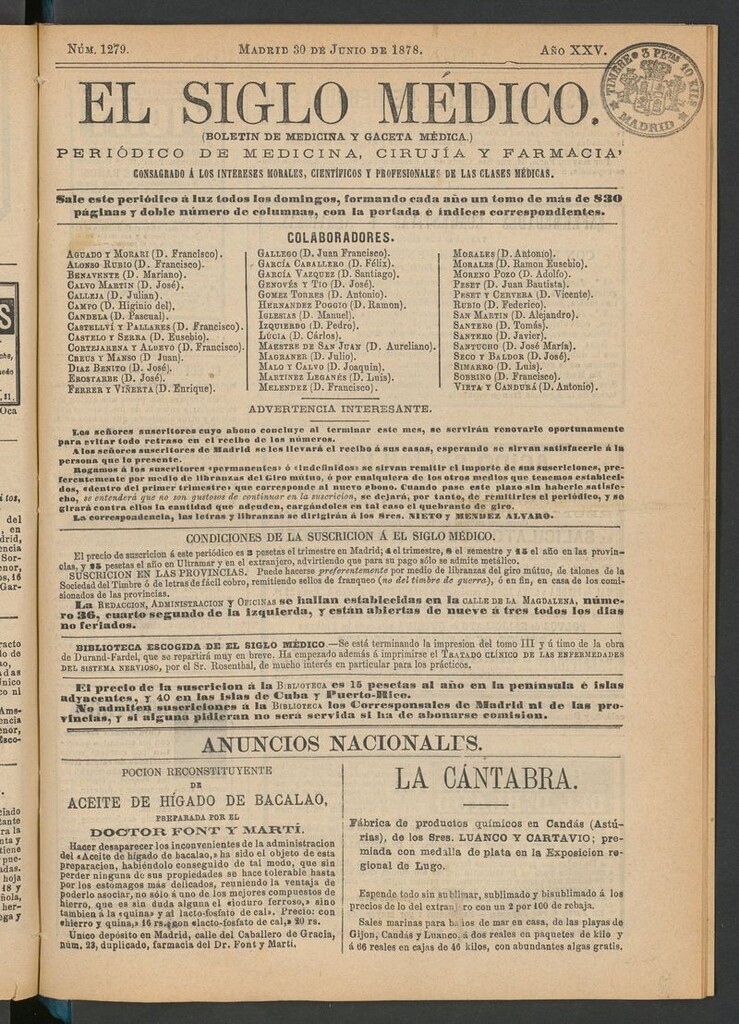 Núm. 1279. Madrid 30 de Junio de 1878. Año XXV.
TIMBRE 3 PETAS 10 KILS
MADRID
EL SIGLO MÉDICO.
(BOLETIN DE MEDICINA Y GACETA MÉDICA.)
PERIÓDICO DE MEDICINA, CIRUJÍA Y FARMACIA
CONSAGRADO Á LOS INTERESES MORALES, CIENTÍFICOS Y PROFESIONALES DE LAS CLASES MÉDICAS.
Sale este periódico á luz todos los domingos, formando cada año un tomo de más de 830
páginas y doble número de columnas, con la portada é índices correspondientes.
COLABORADORES.
Aguado y Morari (D. Francisco).
Alonso Rubio (D. Francisco).
Benavente (D. Mariano).
Calvo Martin (D. José).
Calleja (D. Julian).
Campo (D. Higinio del).
Candela (D. Pascual).
Castellví y Pallares (D. Francisco).
Castelo y Serra (D. Eusebio).
Cortejarena y Aldevo (D. Francisco).
Creus y Manso (D Juan).
Diaz Benito (D. José).
Erostarbe (D. José).
Ferrer y Viñerta (D. Enrique).
Gallego (D. Juan Francisco).
García Caballero (D. Félix).
García Vazquez (D. Santiago).
Genovés y Tio (D. José).
Gomez Torres (D. Antonio).
Hernandez Poggio (D. Ramon).
Iglesias (D. Manuel).
Izquierdo (D. Pedro).
Lucia (D. Cárlos).
Maestre de San Juan (D. Aureliano).
Magraner (D. Julio).
Malo y Calvo (D. Joaquin).
Martinez Leganés (D. Luis).
Melendez (D. Francisco).
Morales (D. Antonio).
Morales (D. Ramon Eusebio).
Moreno Pozo (D. Adolfo).
Peset (D. Juan Bautista).
Peset y Cervera (D. Vicente).
Rubio (D. Federico).
San Martin (D. Alejandro).
Santero (D. Tomás).
Santero (D. Javier).
Santucho (D. José María).
Seco y Baldor (D. José).
Simarro (D. Luis).
Sobrino (D. Francisco).
Vieta y Candurá (D. Antonio).
ADVERTENCIA INTERESANTE.
Los señores suscritores cuyo abono concluye al terminar este mes, se servirán renovarle oportunamente
para evitar todo retraso en el recibo de los números.
A los señores suscritores de Madrid se les llevará el recibo á sus casas, esperando se sirvan satisfacerle á la
persona que lo presente.
Rogamos á los suscritores «permanentes» ó «indefinidos» se sirvan remitir el importe de sus suscriciones, pre-
ferentemente por medio de libranzas del Giro mútuo, ó por cualquiera de los otros medios que tenemos estableci-
dos, «dentro del primer trimestre» que corresponde al nuevo abono. Cuando pase este plazo sin haberle satisfe-
cho, se entenderá que no son gustosos de continuar en la suscricion, se dejará, por tanto, de remitirles el periódico, y se
girará contra ellos la cantidad que adeuden, cargándoles en tal caso el quebranto de giro.
La correspondencia, las letras y libranzas se dirigirán á los Sres. NIETO y MENDEZ ALVARO.
CONDICIONES DE LA SUSCRICION Á EL SIGLO MÉDICO.
El precio de suscricion á este periódico es 3 pesetas el trimestre en Madrid; 4 el trimestre, 8 el semestre y 15 el año en las provin-
cias, y 25 pesetas el año en Ultramar y en el extranjero, advirtiendo que para su pago sólo se admite metálico.
SUSCRICION EN LAS PROVINCIAS. Puede hacerse preferentemente por medio de libranzas del giro mútuo, de talones de la
Sociedad del Timbre ó de letras de fácil cobro, remitiendo sellos de franqueo (no del timbre de guerra), ó en fin, en casa de los comi-
sionados de las provincias.
La Redaccion, Administracion y Oficinas se hallan establecidas en la calle de la Magdalena, núme-
ro 36, cuarto segundo de la izquierda, y están abiertas de nueve á tres todos los dias
no feriados.
BIBLIOTECA ESCOGIDA DE EL SIGLO MÉDICO.—Se está terminando la impresion del tomo III y ú timo de la obra
de Durand-Fardel, que se repartirá muy en breve. Ha empezado además á imprimirse el Tratado clínico de las enfermedades
del sistema nervioso, por el Sr. Rosenthal, de mucho interés en particular para los prácticos.
El precio de la suscricion á la Biblioteca es 15 pesetas al año en la península é islas
adyacentes, y 40 en las islas de Cuba y Puerto-Rico.
No admiten suscriciones á la Biblioteca los Corresponsales de Madrid ni de las pro-
vincias, y si alguna pidieran no será servida si ha de abonarse comision.
ANUNCIOS NACIONALES.
POCION RECONSTITUYENTE
DE
ACEITE DE HÍGADO DE BACALAO,
PREPARADA POR EL
DOCTOR FONT Y MARTÍ.
Hacer desaparecer los inconvenientes de la administracion
del «Aceite de hígado de bacalao,» ha sido el objeto de esta
preparacion, habiéndolo conseguido de tal modo, que sin
perder ninguna de sus propiedades se hace tolerable hasta
por los estomagos más delicados, reuniendo la ventaja de
poderlo asociar, no sólo á uno de los mejores compuestos de
hierro, que es sin duda alguna el «ioduro ferroso,» sino
tambien á la «quina» y al lacto-fosfato de cal». Precio: con
«hierro y quina,» 16 rs. con «lacto-fosfato de cal,» 20 rs.
Unico depósito en Madrid, calle del Caballero de Gracia,
núm. 23, duplicado, farmacia del Dr. Font y Martí.
LA CÁNTABRA.
Fábrica de productos químicos en Candás (Astú-
rias), de los Sres. LUANCO Y CARTAVIO; pre-
miada con medalla de plata en la Exposicion re-
gional de Lugo.
Espende todo sin sublimar, sublimado y bisublimado á los
precios de lo del extranjero con un 2 por 100 de rebaja.
Sales marinas para baños de mar en casa, de las playas de
Gijon, Candás y Luanco, á dos reales en paquetes de kilo y
á 66 reales en cajas de 46 kilos, con abundantes algas gratis.